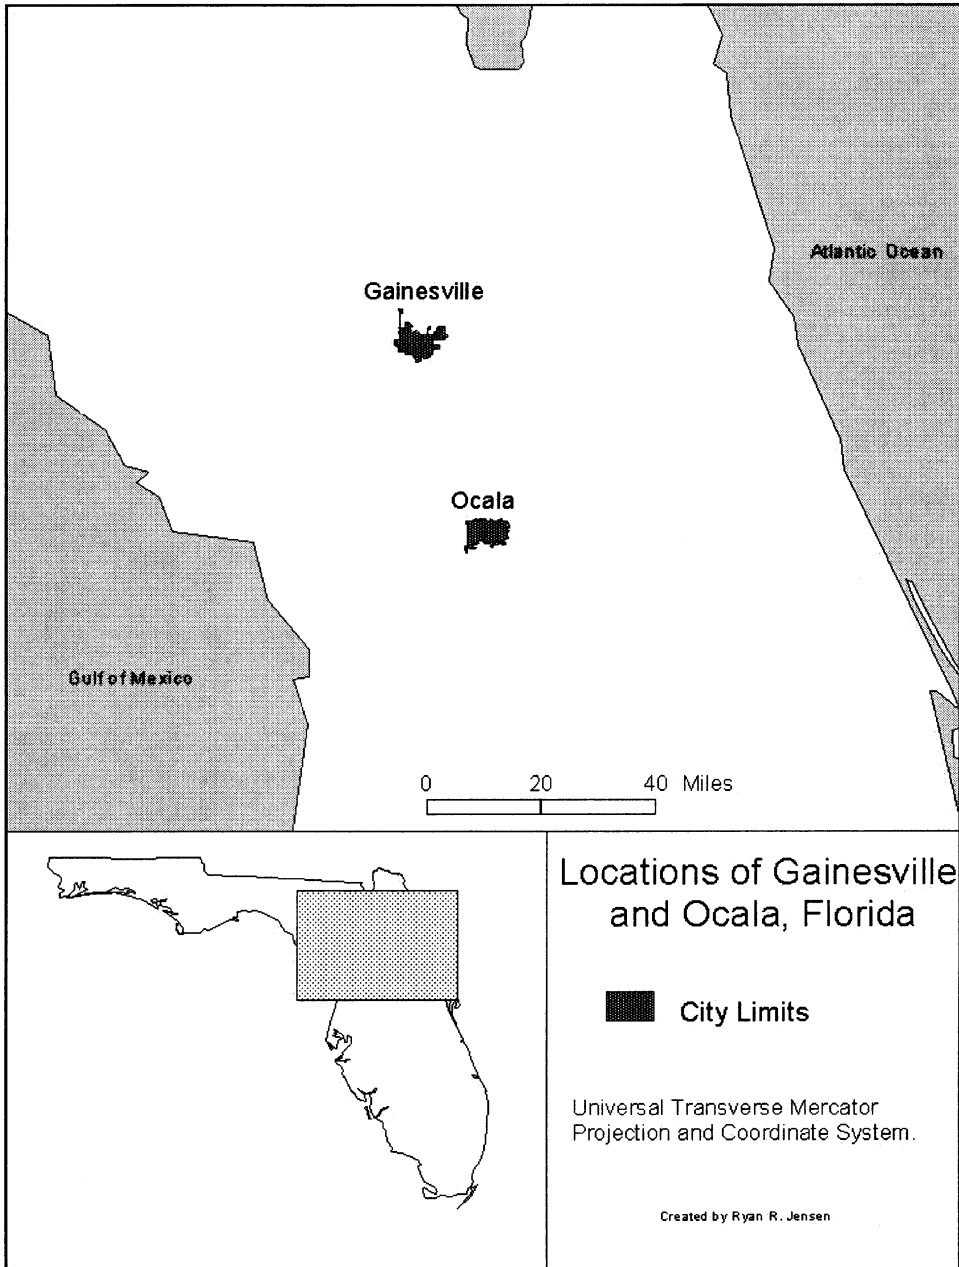 Atlantic Ocean
Gainesville
Ocala
Gulf of Mexico
0 20 40 Miles
Locations of Gainesville
and Ocala, Florida
City Limits
Universal Transverse Mercator
Projection and Coordinate System.
Created by Ryan R. Jensen